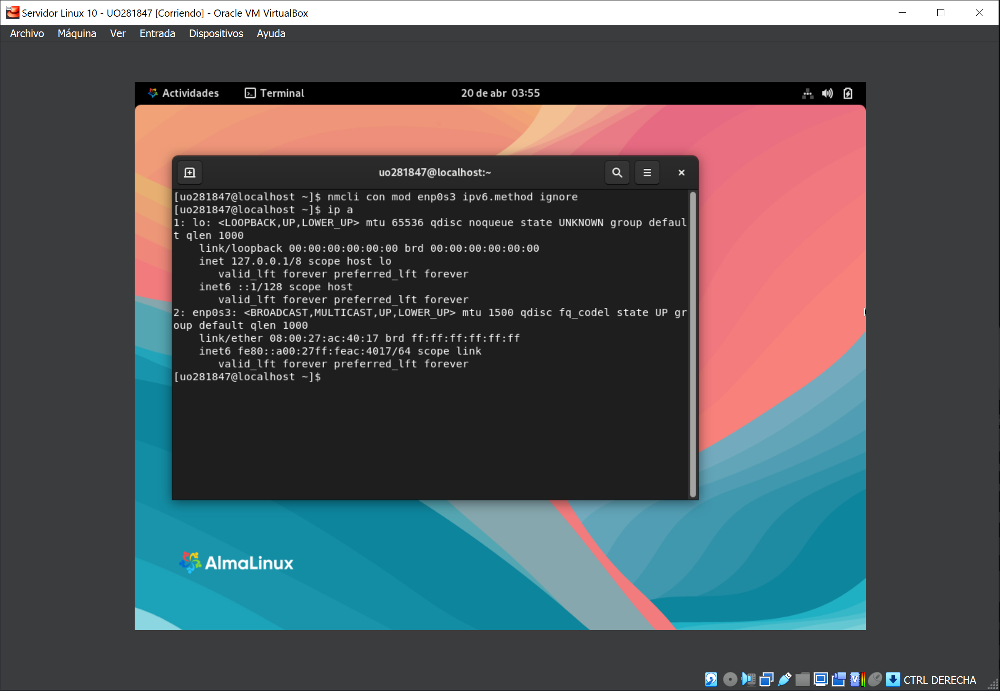 Servidor Linux 10 - UO281847 [Corriendo] - Oracle VM VirtualBox
Archivo Máquina Ver Entrada Dispositivos Ayuda
Actividades Terminal 20 de abr 03:55
uo281847@localhost:~
[uo281847@localhost ~]$ nmcli con mod enp0s3 ipv6.method ignore
[uo281847@localhost ~]$ ip a
1: lo: <LOOPBACK,UP,LOWER_UP> mtu 65536 qdisc noqueue state UNKNOWN group defaul
t qlen 1000
    link/loopback 00:00:00:00:00:00 brd 00:00:00:00:00:00
    inet 127.0.0.1/8 scope host lo
       valid_lft forever preferred_lft forever
    inet6 ::1/128 scope host
       valid_lft forever preferred_lft forever
2: enp0s3: <BROADCAST,MULTICAST,UP,LOWER_UP> mtu 1500 qdisc fq_codel state UP gr
oup default qlen 1000
    link/ether 08:00:27:ac:40:17 brd ff:ff:ff:ff:ff:ff
    inet6 fe80::a00:27ff:feac:4017/64 scope link
       valid_lft forever preferred_lft forever
[uo281847@localhost ~]$
AlmaLinux
CTRL DERECHA